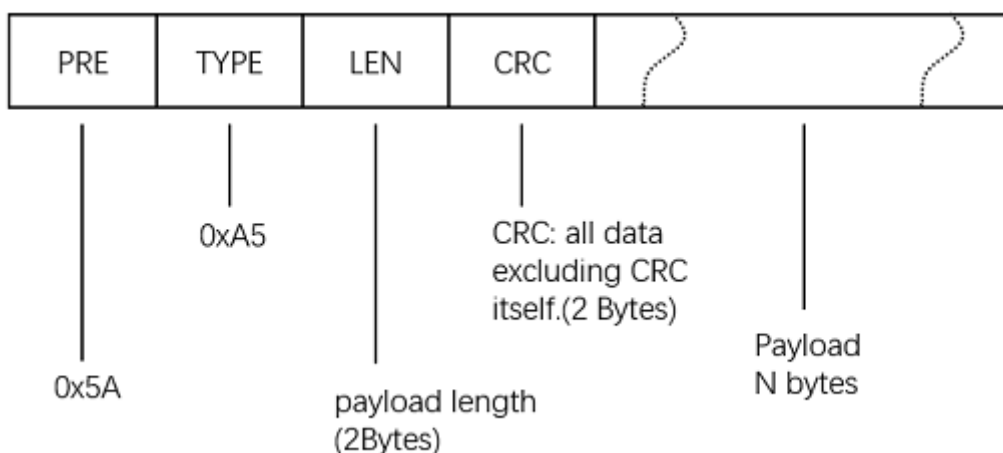 PRE TYPE LEN CRC
0xA5
CRC: all data
excluding CRC
itself.(2 Bytes)
Payload
N bytes
0x5A
payload length
(2Bytes)